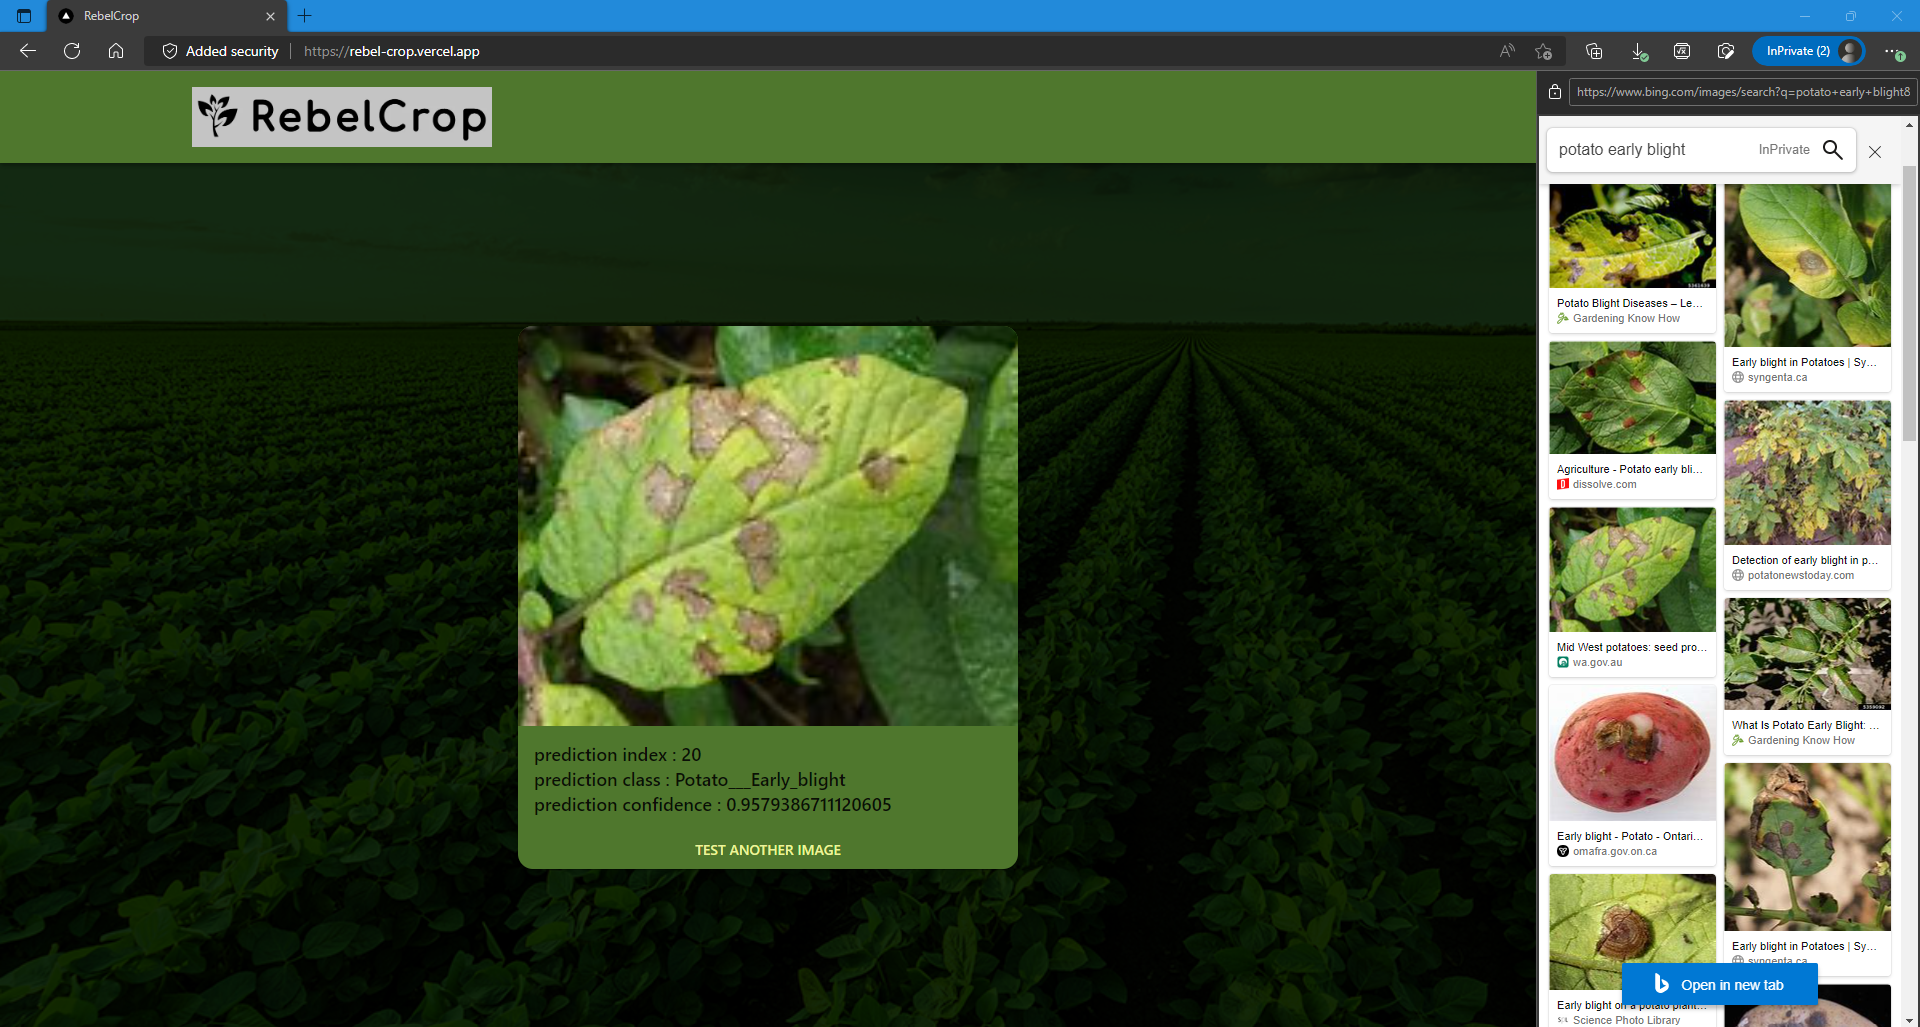 RebelCrop
Added security
https://rebel-crop.vercel.app
InPrivate (2)
RebelCrop
prediction index : 20
prediction class : Potato___Early_blight
prediction confidence : 0.9579386711120605
TEST ANOTHER IMAGE
https://www.bing.com/images/search?q=potato+early+blight&
potato early blight
InPrivate
Potato Blight Diseases – Le...
Gardening Know How
Early blight in Potatoes | Sy...
syngenta.ca
Agriculture - Potato early bli...
dissolve.com
Detection of early blight in p...
potatonewstoday.com
Mid West potatoes: seed pro...
wa.gov.au
What Is Potato Early Blight: ...
Gardening Know How
Early blight - Potato - Ontari...
omafra.gov.on.ca
Early blight in Potatoes | Sy...
syngenta.ca
Open in new tab
Early blight on a potato plant...
Science Photo Library